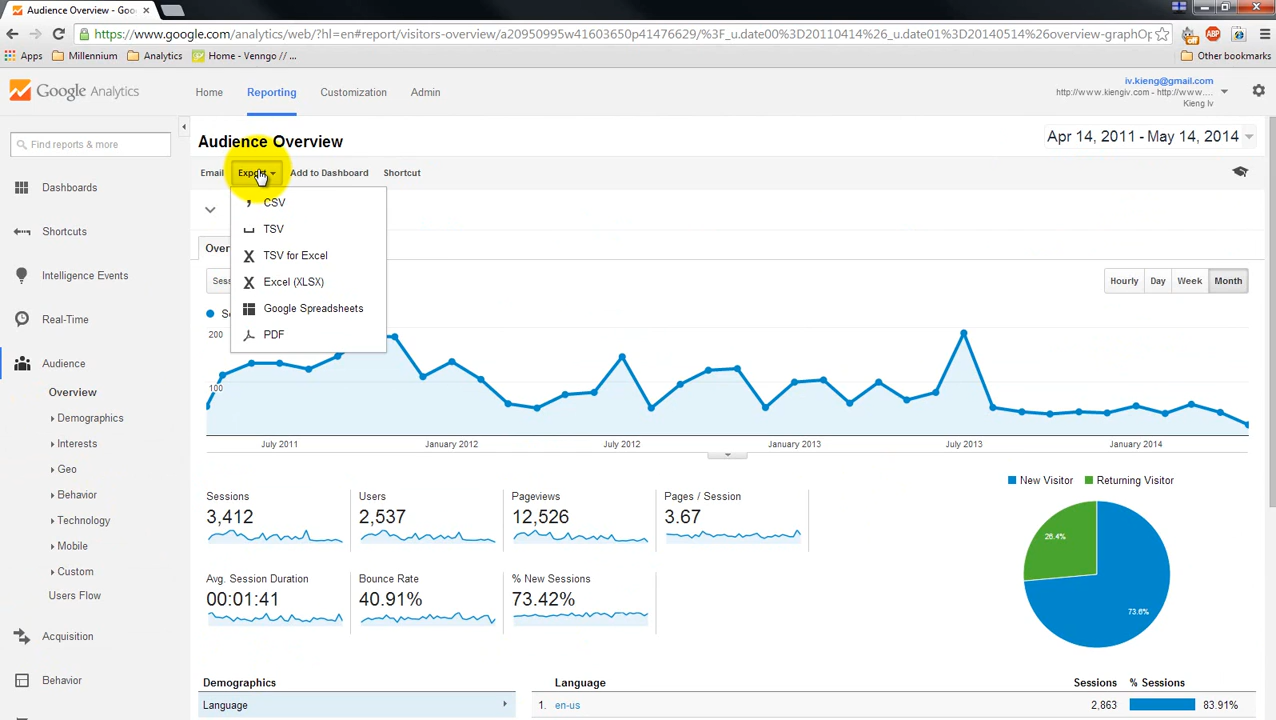 Audience Overview - Goo
https://www.google.com/analytics/web/?hl=en#report/visitors-overview/a20959995w41603650p41476629/%3F_u.date00%3D20110414%26_u.date01%3D20140514%26overview-graphOp
Apps
Millennium
Analytics
Home - Venngo // ...
Other bookmarks
Google Analytics
Home
Reporting
Customization
Admin
iv.kieng@gmail.com
http://www.kiengiv.com - http://www....
Kieng Iv
Find reports & more
Audience Overview
Apr 14, 2011 - May 14, 2014
Email
Export
Add to Dashboard
Shortcut
CSV
TSV
TSV for Excel
Excel (XLSX)
Google Spreadsheets
PDF
Dashboards
Shortcuts
Intelligence Events
Real-Time
Audience
Overview
Demographics
Interests
Geo
Behavior
Technology
Mobile
Custom
Users Flow
Acquisition
Behavior
Over
Sess
Hourly
Day
Week
Month
Se
200
100
July 2011
January 2012
July 2012
January 2013
July 2013
January 2014
Sessions
3,412
Users
2,537
Pageviews
12,526
Pages / Session
3.67
Avg. Session Duration
00:01:41
Bounce Rate
40.91%
% New Sessions
73.42%
New Visitor
Returning Visitor
26.4%
73.6%
Demographics
Language
Language
Sessions
% Sessions
1.
en-us
2,863
83.91%